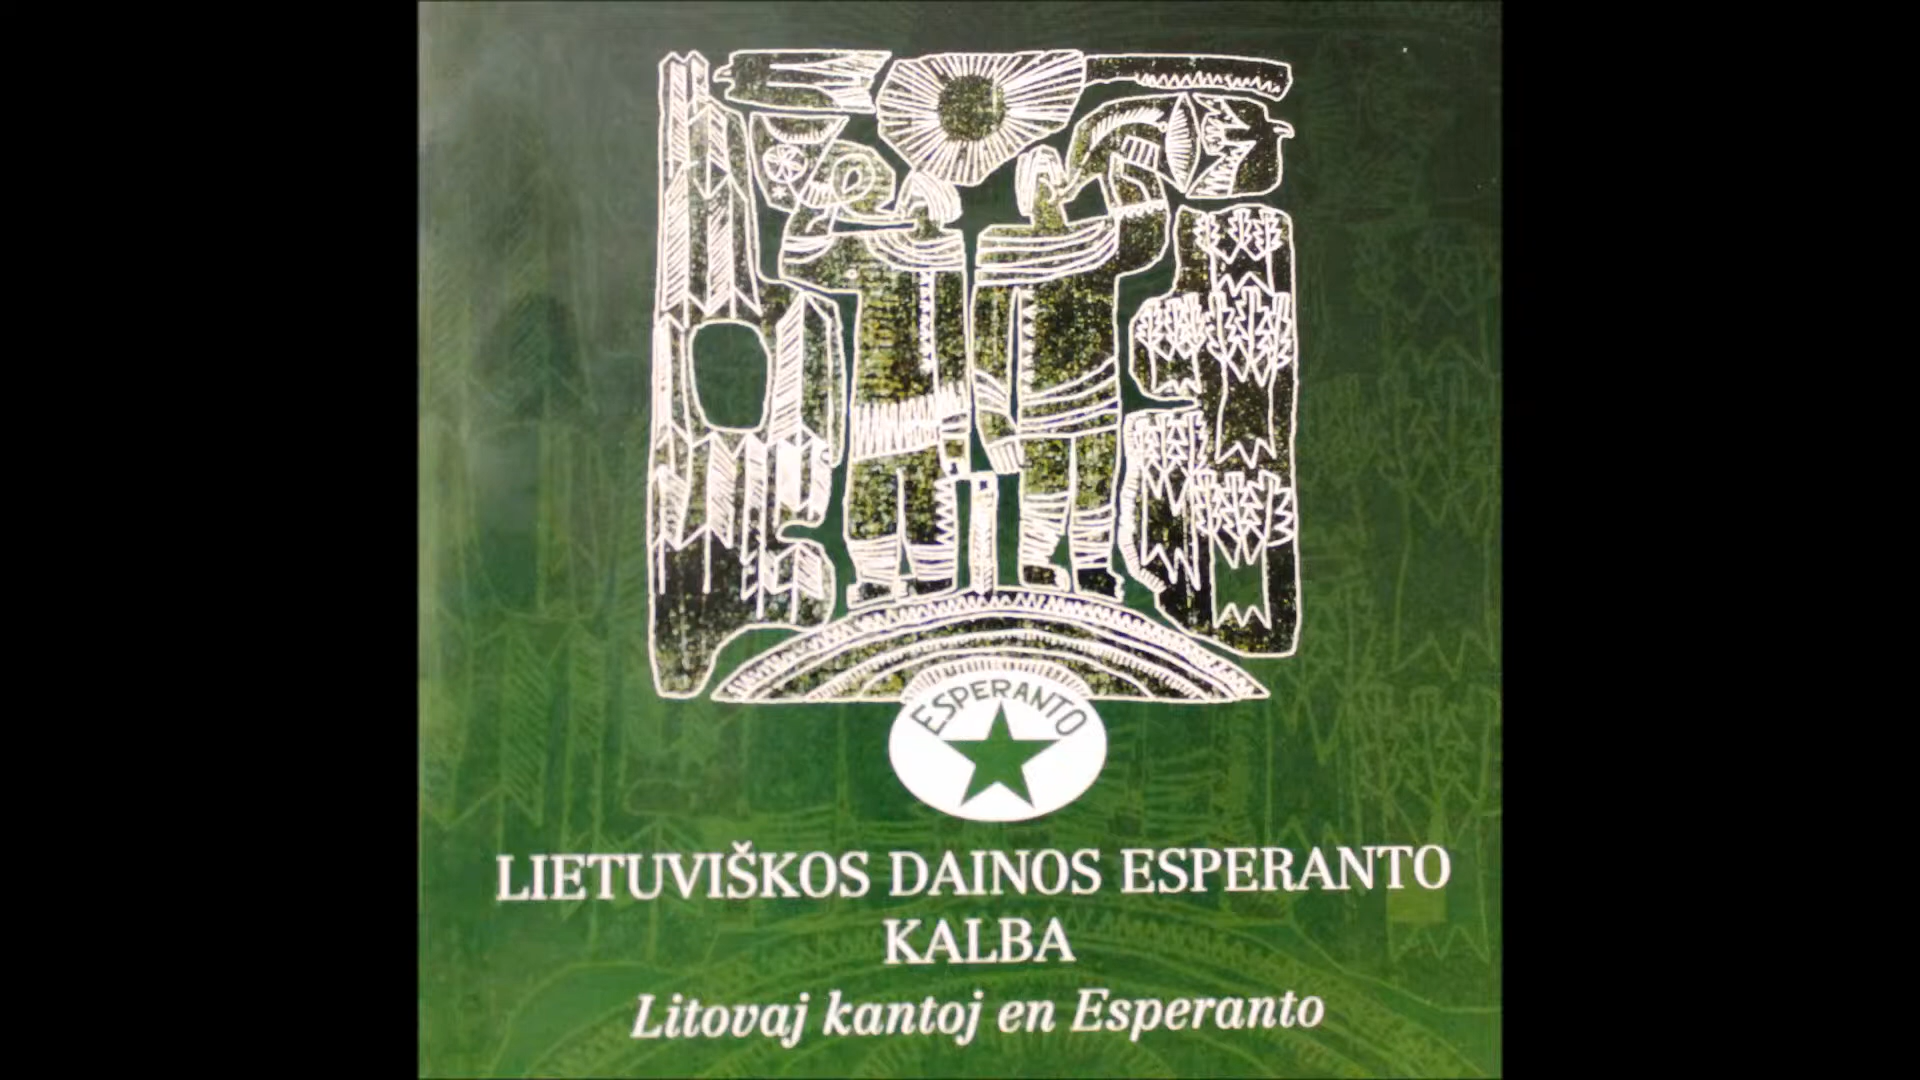 ESPERANTO
LIETUVIŠKOS DAINOS ESPERANTO
KALBA
Litovaj kantoj en Esperanto